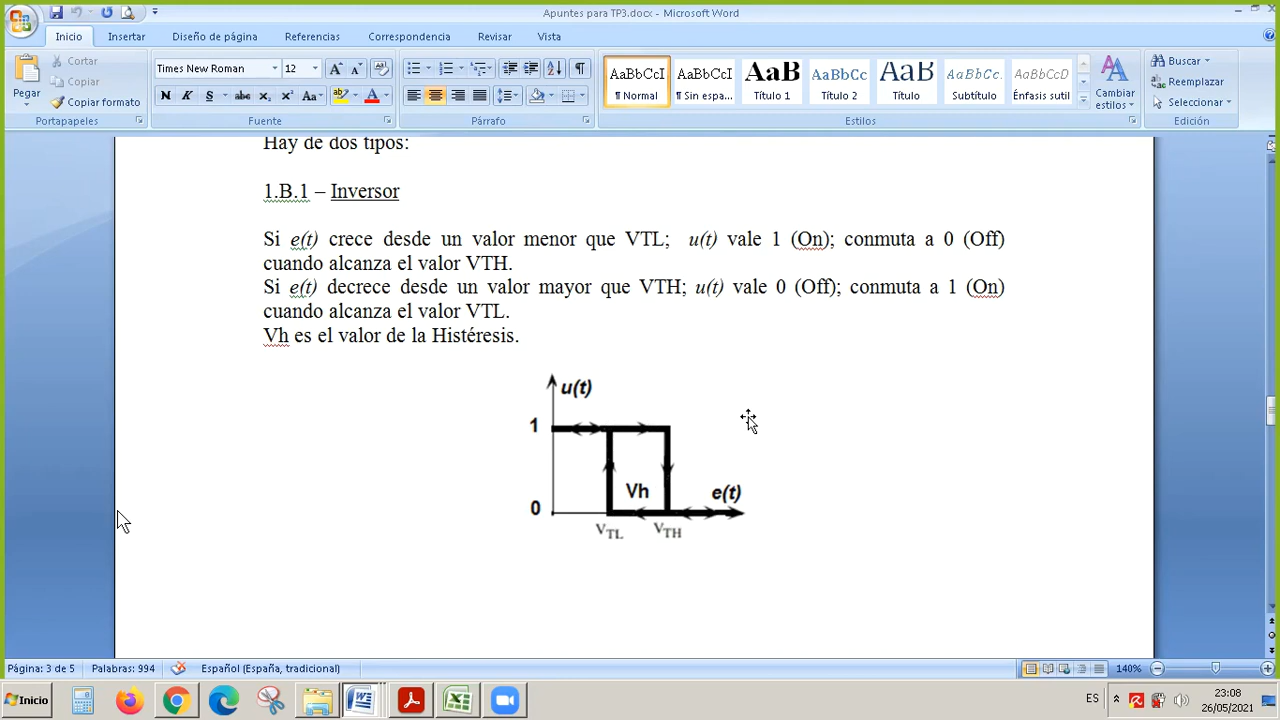 Apuntes para TP3.docx - Microsoft Word
Inicio Insertar Diseño de página Referencias Correspondencia Revisar Vista
Pegar
Cortar
Copiar
Copiar formato
Portapapeles
Times New Roman 12
N K S abc x₂ x² Aa A
Fuente
Párrafo
AaBbCcI AaBbCcI AaB AaBbCc AaB AaBbCc. AaBbCcD
¶ Normal ¶ Sin espa... Título 1 Título 2 Título Subtítulo Énfasis sutil
Cambiar estilos
Estilos
Buscar
Reemplazar
Seleccionar
Edición
Hay de dos tipos:
1.B.1 – Inversor
Si e(t) crece desde un valor menor que VTL; u(t) vale 1 (On); conmuta a 0 (Off)
cuando alcanza el valor VTH.
Si e(t) decrece desde un valor mayor que VTH; u(t) vale 0 (Off); conmuta a 1 (On)
cuando alcanza el valor VTL.
Vh es el valor de la Histéresis.
u(t)
1
Vh e(t)
0
VTL VTH
Página: 3 de 5 Palabras: 994 Español (España, tradicional) 140%
Inicio ES 23:08
26/05/2021